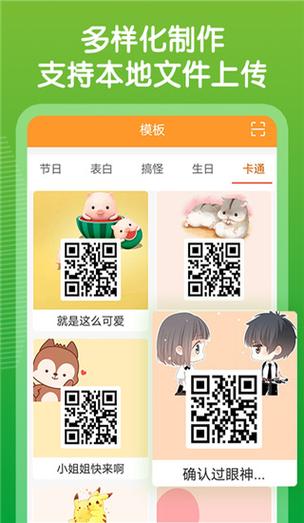 多样化制作
支持本地文件上传
模板
节日 表白 搞怪 生日 卡通
就是这么可爱
小姐姐快来啊
确认过眼神...